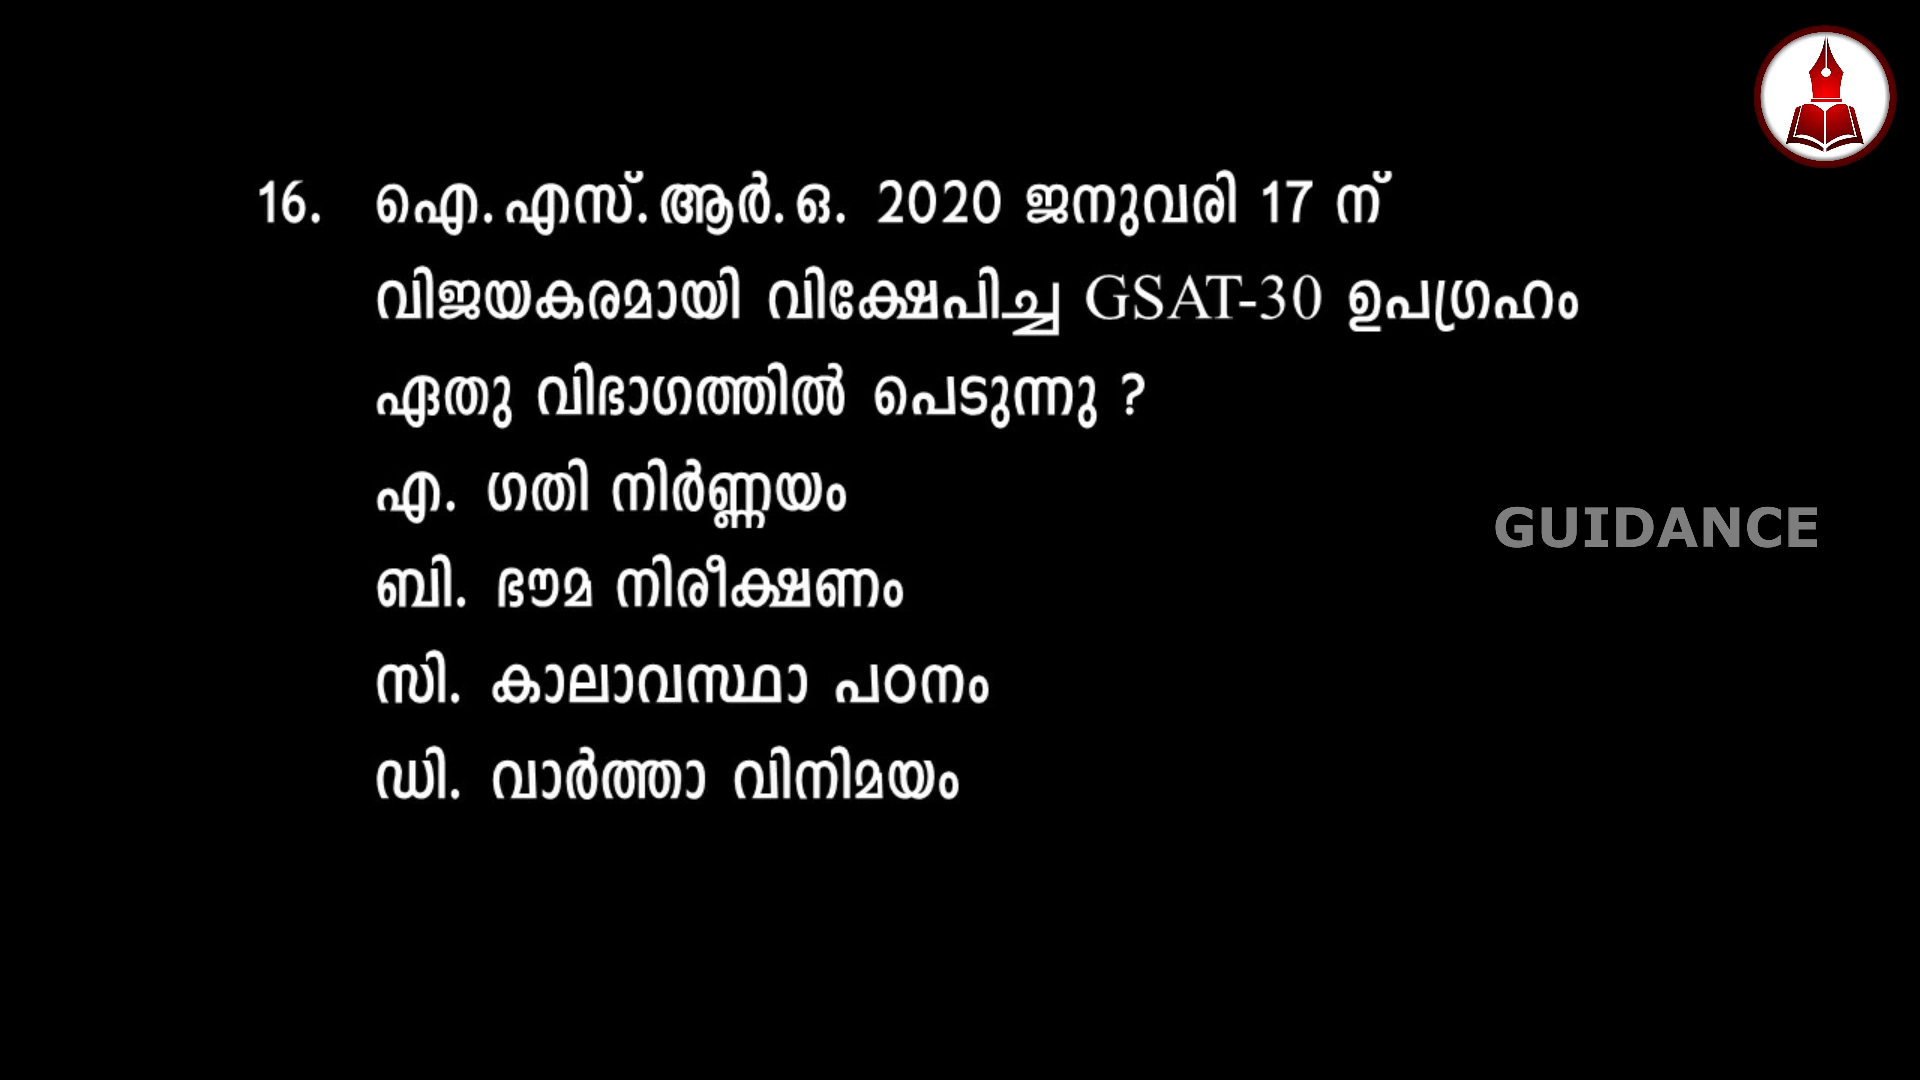 16. ഐ.എസ്.ആർ.ഒ. 2020 ജനുവരി 17 ന്
വിജയകരമായി വിക്ഷേപിച്ച GSAT-30 ഉപഗ്രഹം
ഏതു വിഭാഗത്തിൽ പെടുന്നു ?
എ. ഗതി നിർണ്ണയം
GUIDANCE
ബി. ഭൗമ നിരീക്ഷണം
സി. കാലാവസ്ഥാ പഠനം
ഡി. വാർത്താ വിനിമയം